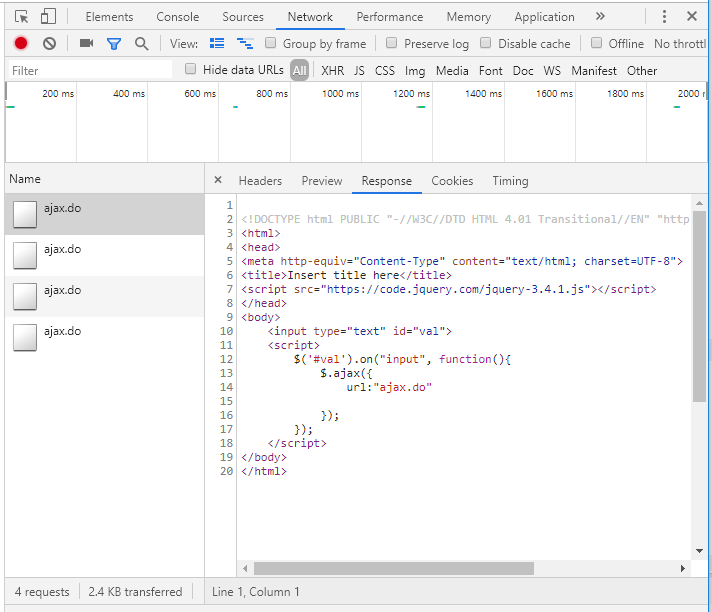 Elements Console Sources Network Performance Memory Application »
View: Group by frame Preserve log Disable cache Offline No throttl
Filter Hide data URLs All XHR JS CSS Img Media Font Doc WS Manifest Other
200 ms 400 ms 600 ms 800 ms 1000 ms 1200 ms 1400 ms 1600 ms 1800 ms 2000 r
Name × Headers Preview Response Cookies Timing
ajax.do
ajax.do
ajax.do
ajax.do
1
2 <!DOCTYPE html PUBLIC "-//W3C//DTD HTML 4.01 Transitional//EN" "http
3 <html>
4 <head>
5 <meta http-equiv="Content-Type" content="text/html; charset=UTF-8">
6 <title>Insert title here</title>
7 <script src="https://code.jquery.com/jquery-3.4.1.js"></script>
8 </head>
9 <body>
10 <input type="text" id="val">
11 <script>
12 $('#val').on("input", function(){
13 $.ajax({
14 url:"ajax.do"
15
16 });
17 });
18 </script>
19 </body>
20 </html>
4 requests 2.4 KB transferred Line 1, Column 1